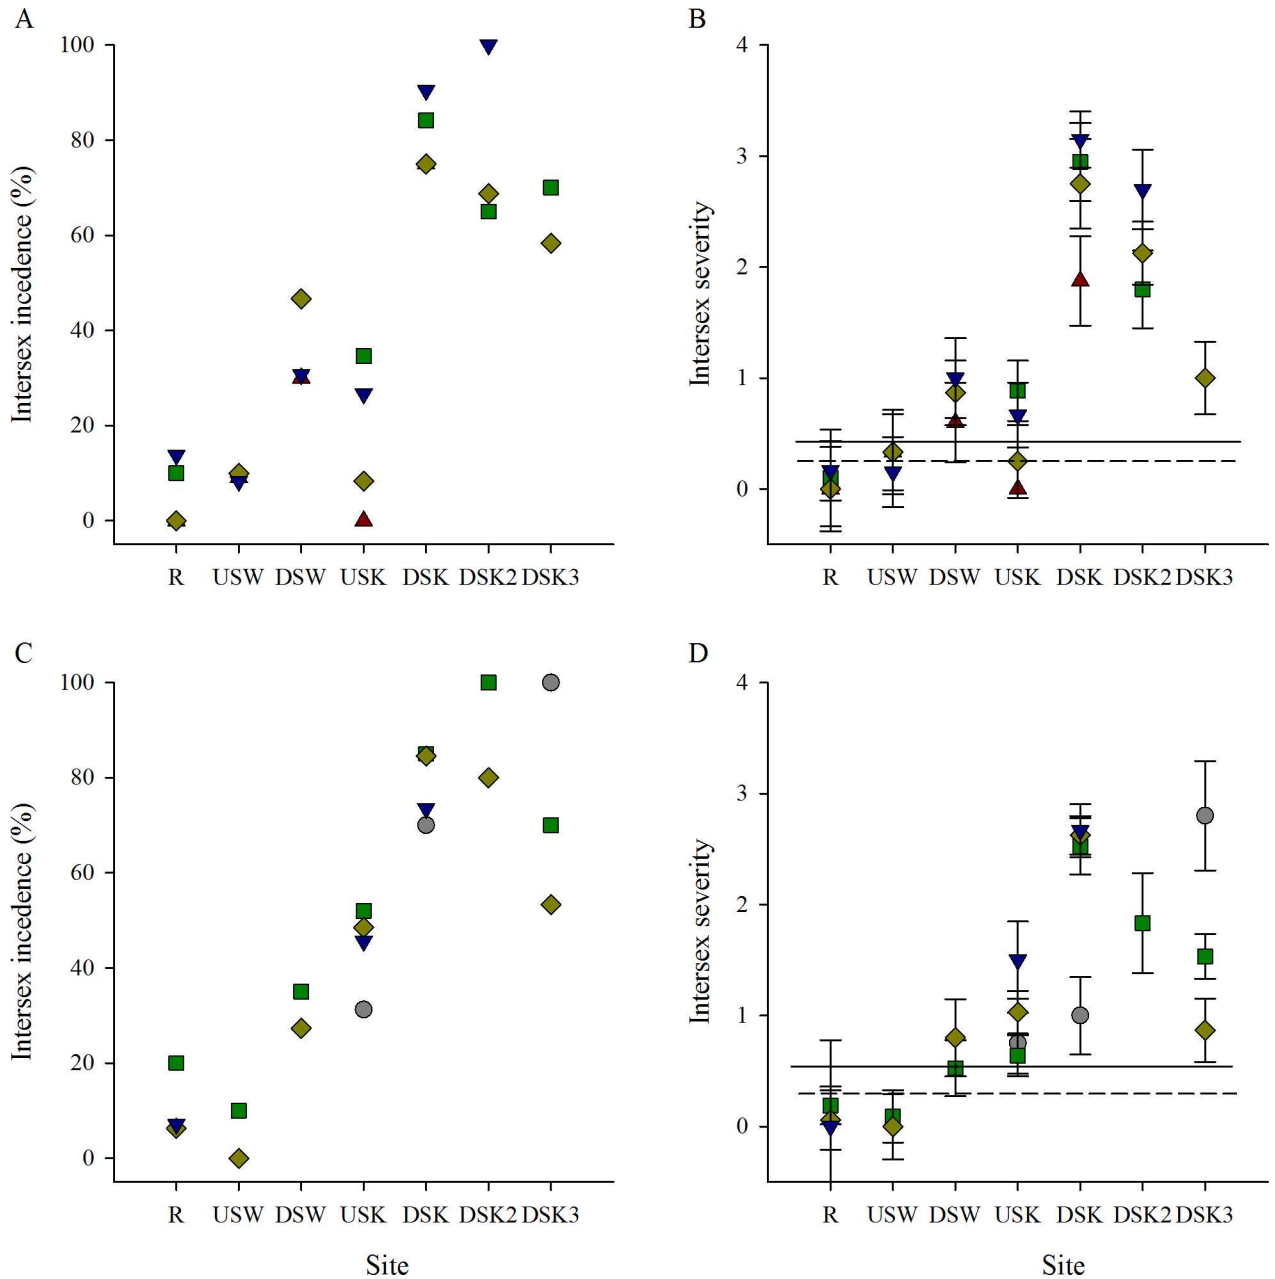 A
B
100
80
60
40
20
0
Intersex incedence (%)
R USW DSW USK DSK DSK2 DSK3
4
3
2
1
0
Intersex severity
R USW DSW USK DSK DSK2 DSK3
C
D
100
80
60
40
20
0
Intersex incedence (%)
R USW DSW USK DSK DSK2 DSK3
Site
4
3
2
1
0
Intersex severity
R USW DSW USK DSK DSK2 DSK3
Site